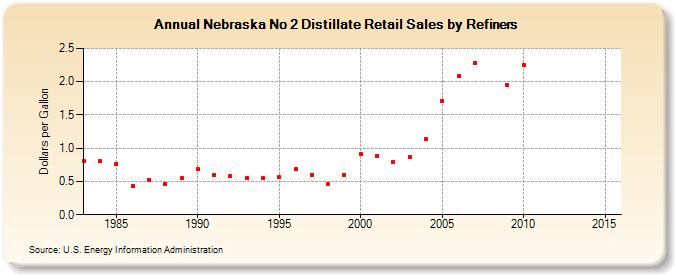 Annual Nebraska No 2 Distillate Retail Sales by Refiners
Dollars per Gallon
2.5
2.0
1.5
1.0
0.5
0.0
1985 1990 1995 2000 2005 2010 2015
Source: U.S. Energy Information Administration